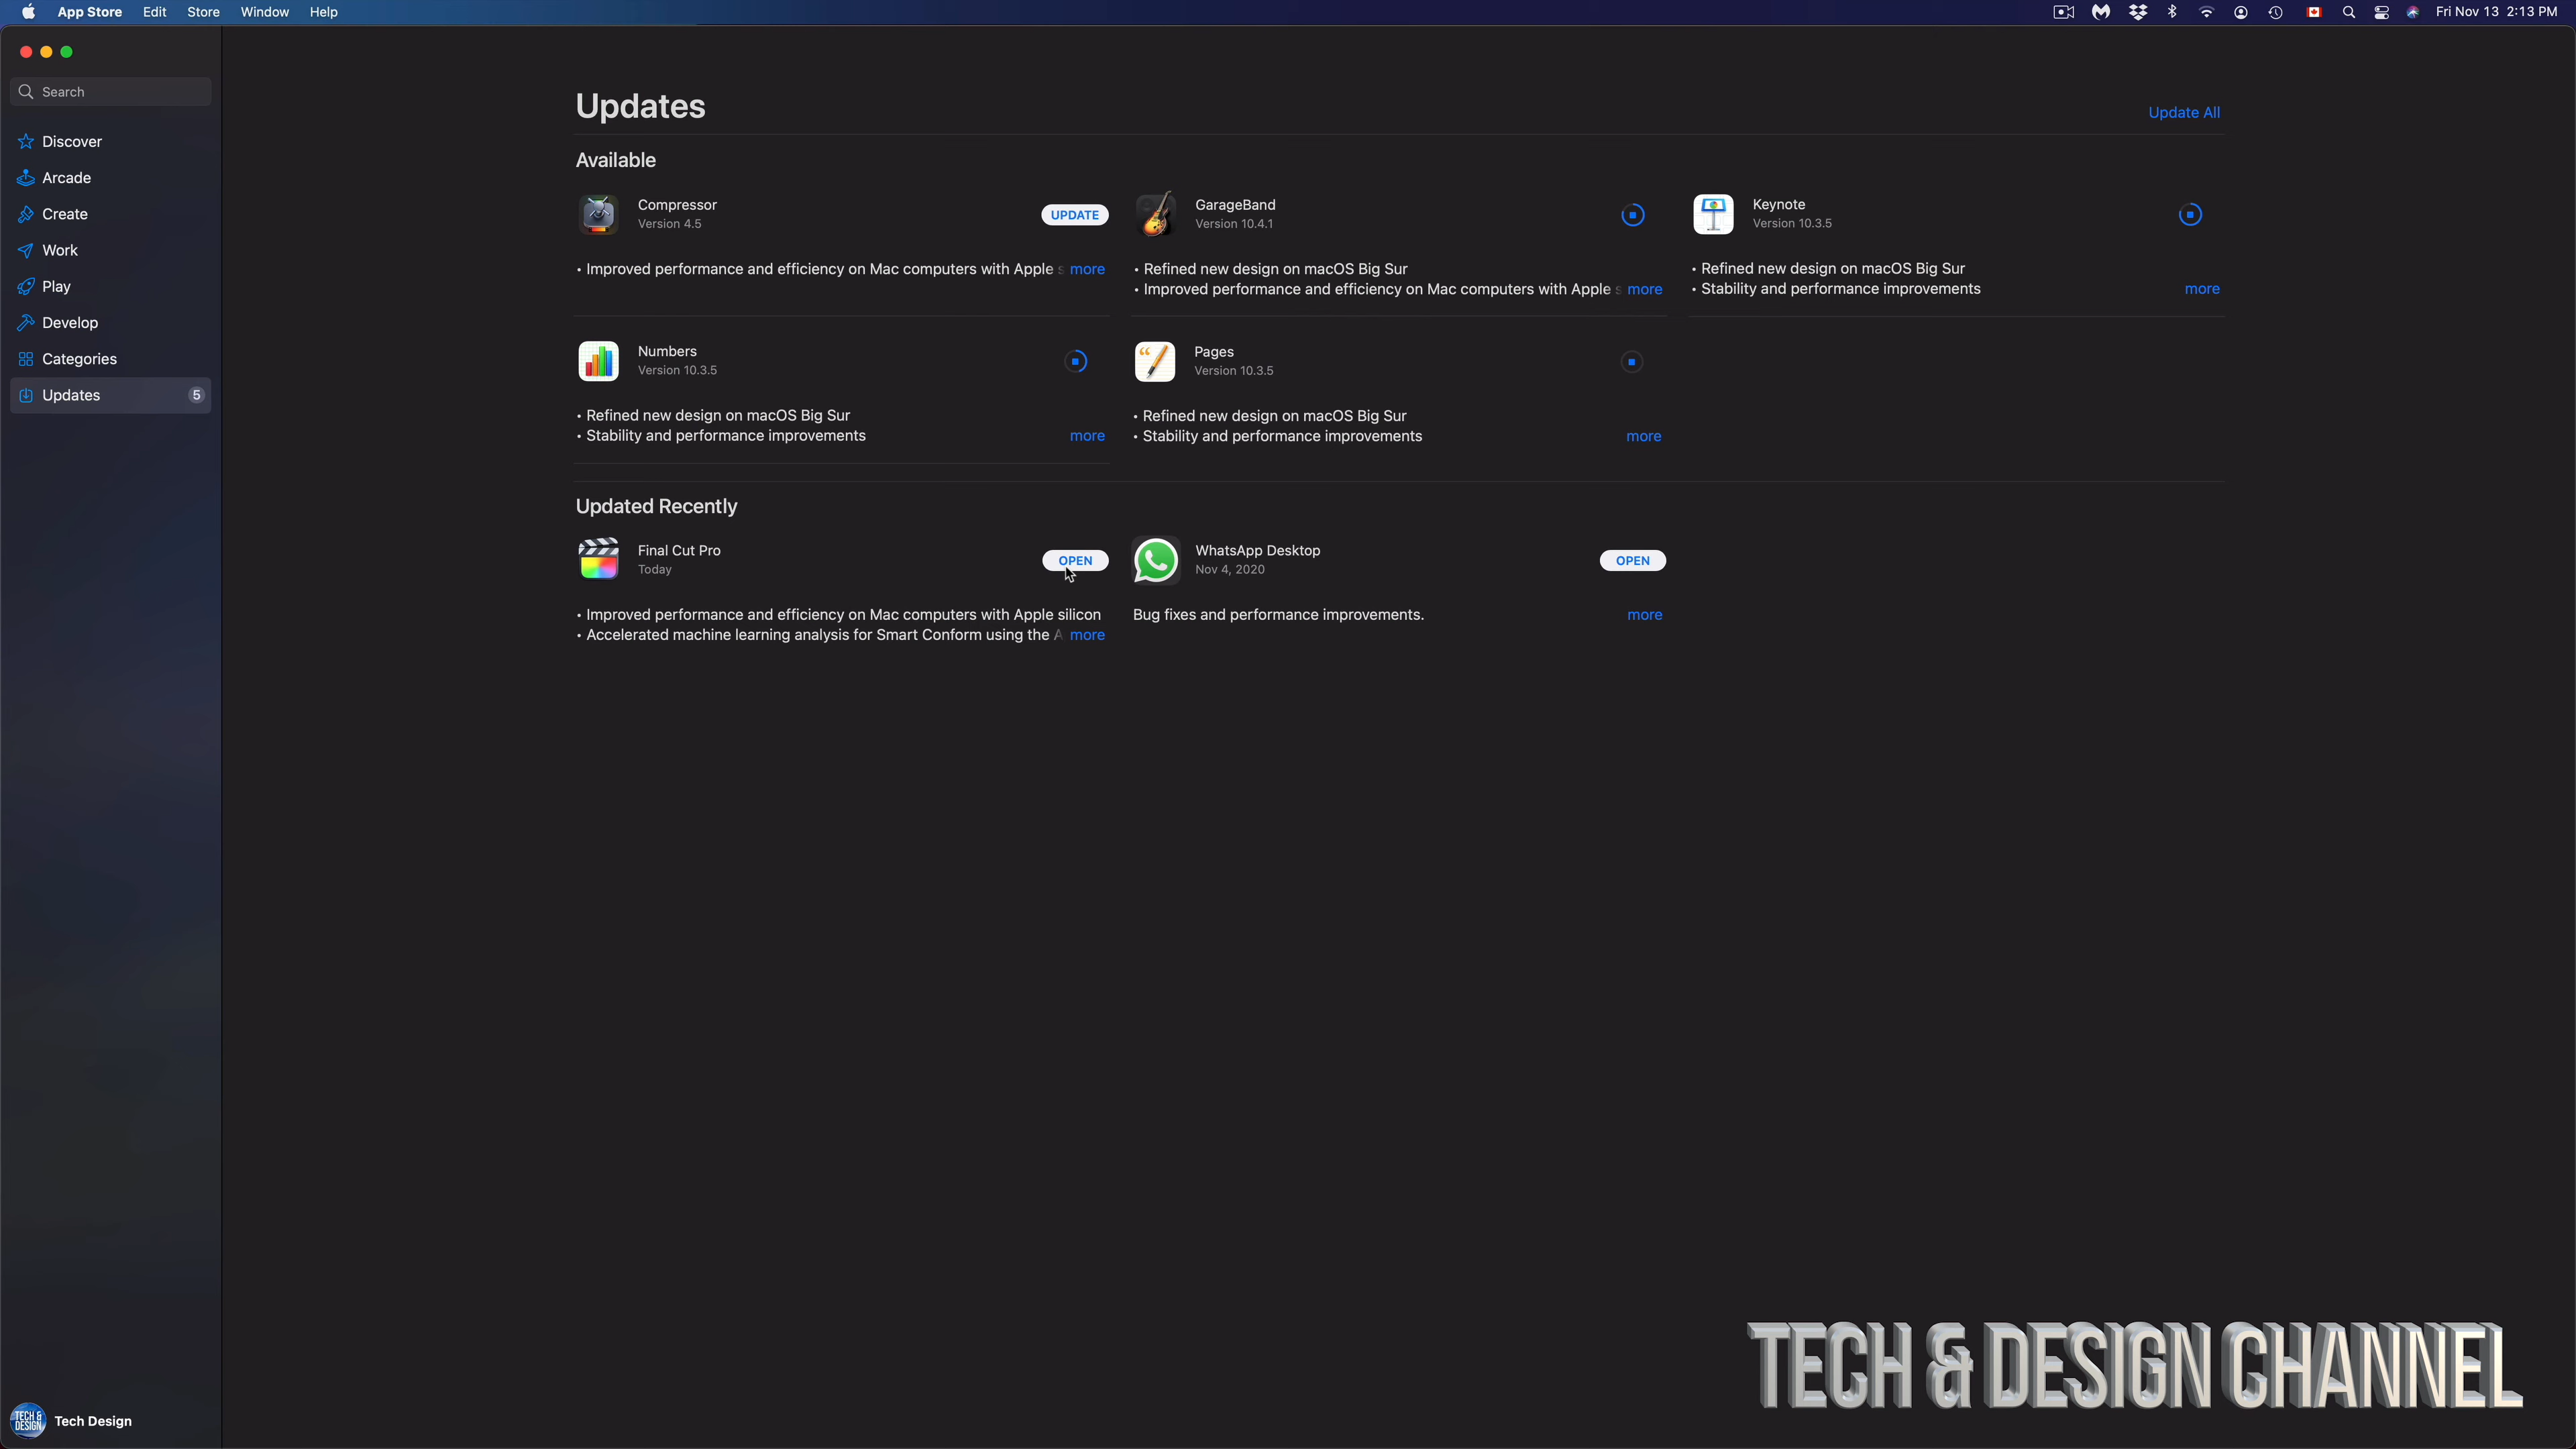 App Store Edit Store Window Help Fri Nov 13 2:13 PM
Search
Discover
Arcade
Create
Work
Play
Develop
Categories
Updates 5
Updates Update All
Available
Compressor
Version 4.5
UPDATE
• Improved performance and efficiency on Mac computers with Apple s more
GarageBand
Version 10.4.1
• Refined new design on macOS Big Sur
• Improved performance and efficiency on Mac computers with Apple s more
Keynote
Version 10.3.5
• Refined new design on macOS Big Sur
• Stability and performance improvements more
Numbers
Version 10.3.5
• Refined new design on macOS Big Sur
• Stability and performance improvements more
Pages
Version 10.3.5
• Refined new design on macOS Big Sur
• Stability and performance improvements more
Updated Recently
Final Cut Pro
Today
OPEN
• Improved performance and efficiency on Mac computers with Apple silicon
• Accelerated machine learning analysis for Smart Conform using the A more
WhatsApp Desktop
Nov 4, 2020
OPEN
Bug fixes and performance improvements. more
TECH & DESIGN CHANNEL
TECH &
DESIGN
Tech Design